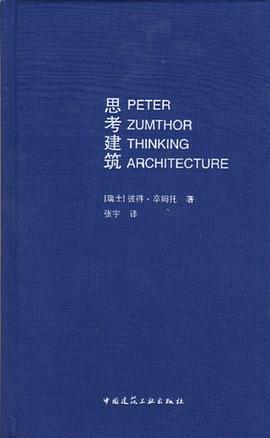 思 PETER
考 ZUMTHOR
建 THINKING
筑 ARCHITECTURE
[瑞士] 彼得·卒姆托 著
张宇 译
中国建筑工业出版社